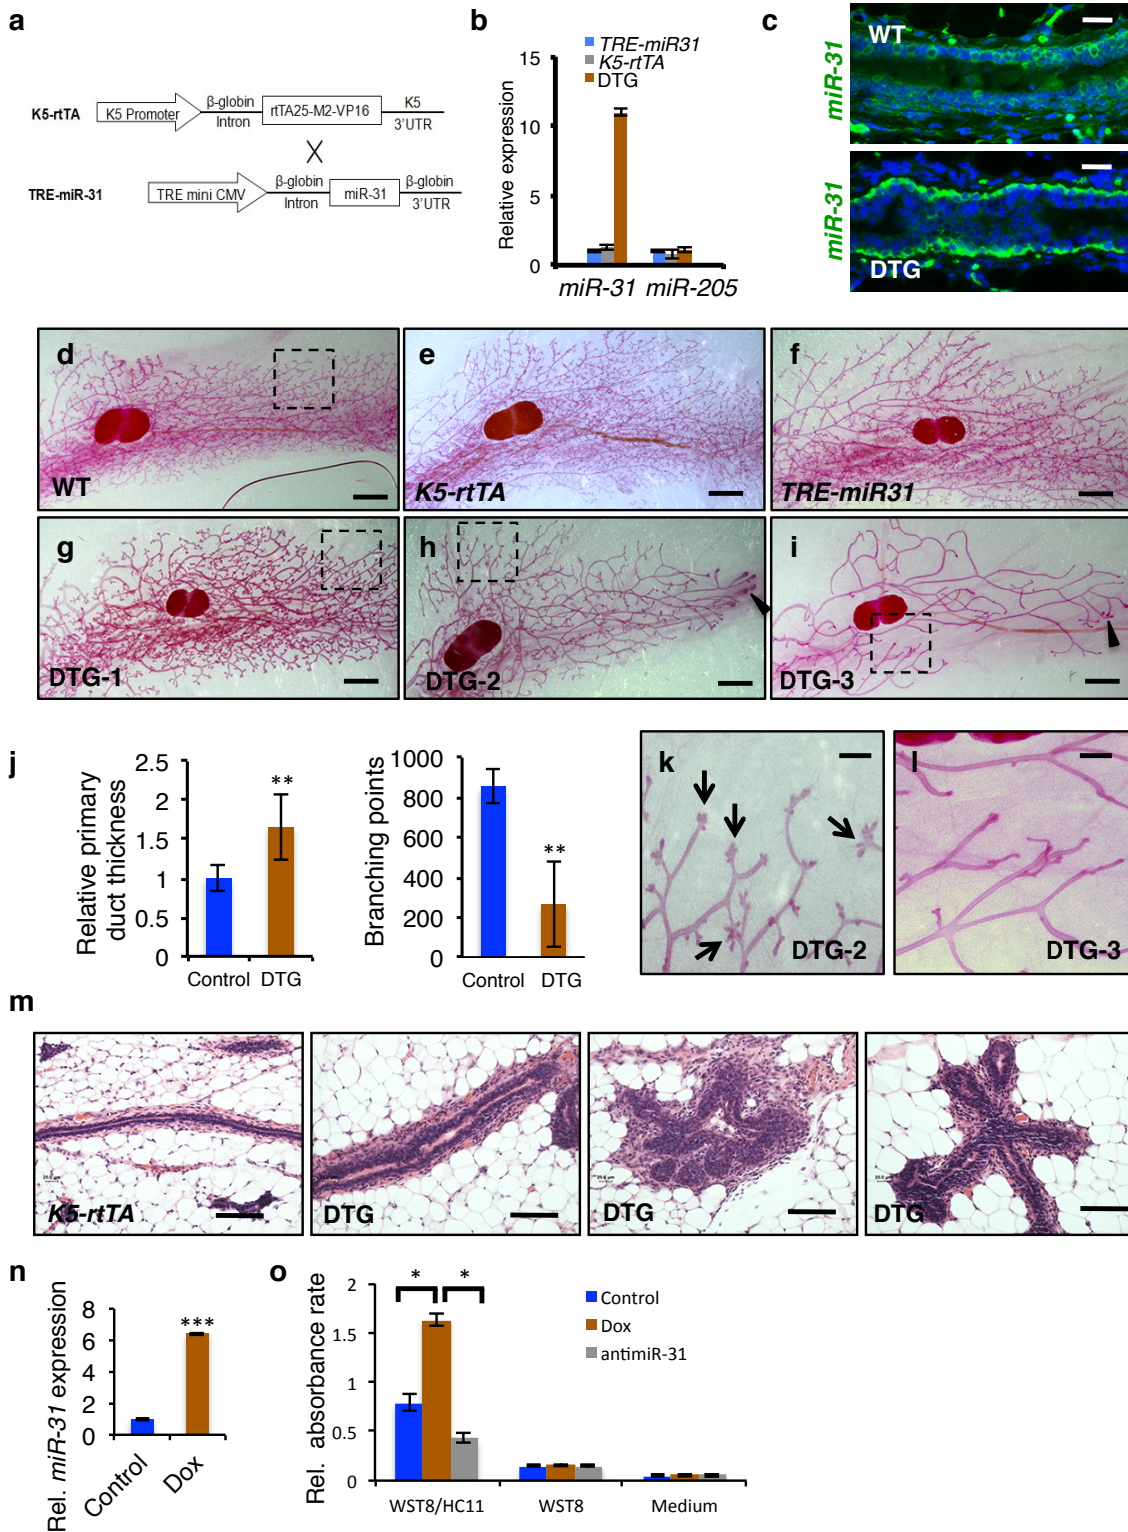 a
K5-rtTA
K5 Promoter
β-globin
Intron
rtTA25-M2-VP16
K5
3'UTR
X
TRE-miR-31
TRE mini CMV
β-globin
Intron
miR-31
β-globin
3'UTR
b
TRE-miR31
K5-rtTA
DTG
Relative expression
15
10
5
0
miR-31 miR-205
c
miR-31
WT
miR-31
DTG
d
WT
e
K5-rtTA
f
TRE-miR31
g
DTG-1
h
DTG-2
i
DTG-3
j
Relative primary
duct thickness
2.5
2
1.5
1
0.5
0
**
Control DTG
Branching points
1000
800
600
400
200
0
**
Control DTG
k
DTG-2
l
DTG-3
m
K5-rtTA
DTG
DTG
DTG
n
Rel. miR-31 expression
8
6
4
2
0
***
Control
Dox
o
Rel. absorbance rate
2
1.5
1
0.5
0
* *
Control
Dox
antimiR-31
WST8/HC11 WST8 Medium